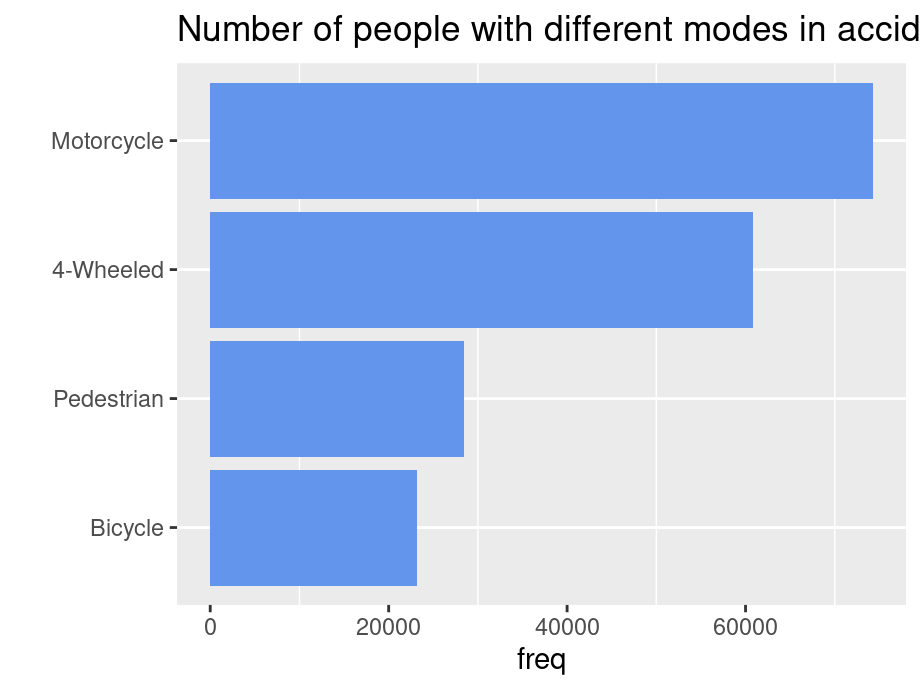 Number of people with different modes in accid
Motorcycle
4-Wheeled
Pedestrian
Bicycle
0 20000 40000 60000
freq